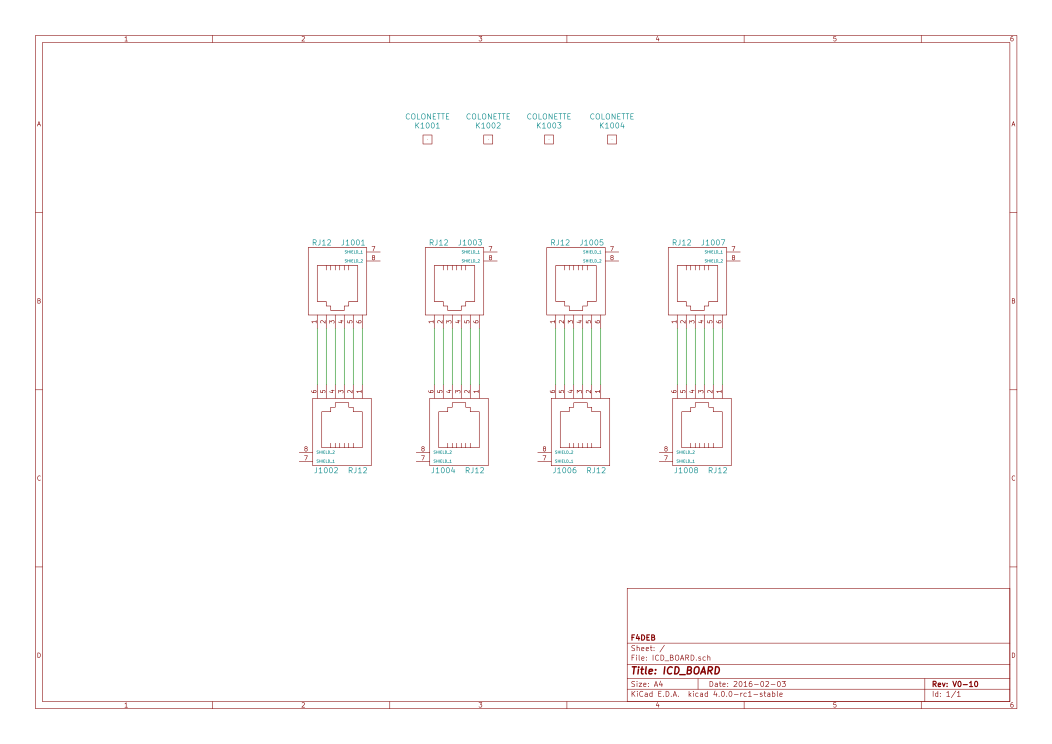 1 2 3 4 5 6
A A
COLONETTE COLONETTE COLONETTE COLONETTE
K1001 K1002 K1003 K1004
RJ12 J1001 RJ12 J1003 RJ12 J1005 RJ12 J1007
SHIELD_1 7 SHIELD_1 7 SHIELD_1 7 SHIELD_1 7
SHIELD_2 8 SHIELD_2 8 SHIELD_2 8 SHIELD_2 8
B B
1 2 3 4 5 6 1 2 3 4 5 6 1 2 3 4 5 6 1 2 3 4 5 6
6 5 4 3 2 1 6 5 4 3 2 1 6 5 4 3 2 1 6 5 4 3 2 1
8 SHIELD_2 8 SHIELD_2 8 SHIELD_2 8 SHIELD_2
7 SHIELD_1 7 SHIELD_1 7 SHIELD_1 7 SHIELD_1
J1002 RJ12 J1004 RJ12 J1006 RJ12 J1008 RJ12
C C
F4DEB
Sheet: /
File: ICD_BOARD.sch
D D
Title: ICD_BOARD
Size: A4 Date: 2016-02-03 Rev: V0-10
KiCad E.D.A. kicad 4.0.0-rc1-stable Id: 1/1
1 2 3 4 5 6